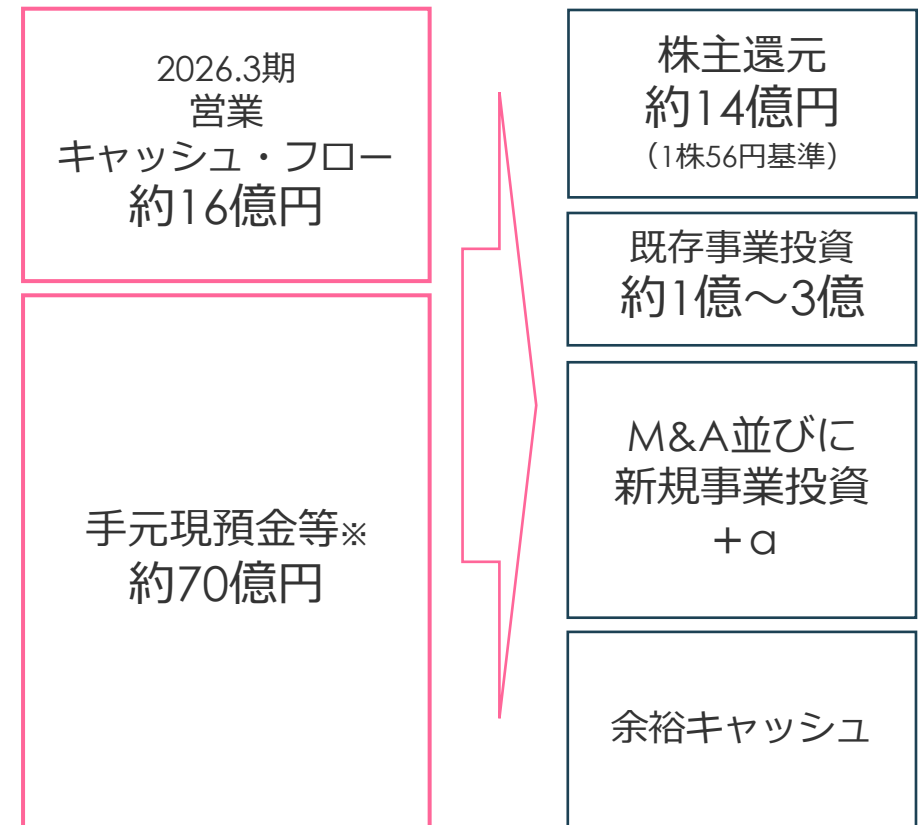 2026.3期
営業
キャッシュ・フロー
約16億円
手元現預金等※
約70億円
株主還元
約14億円
（1株56円基準）
既存事業投資
約1億～3億
M&A並びに
新規事業投資
＋α
余裕キャッシュ